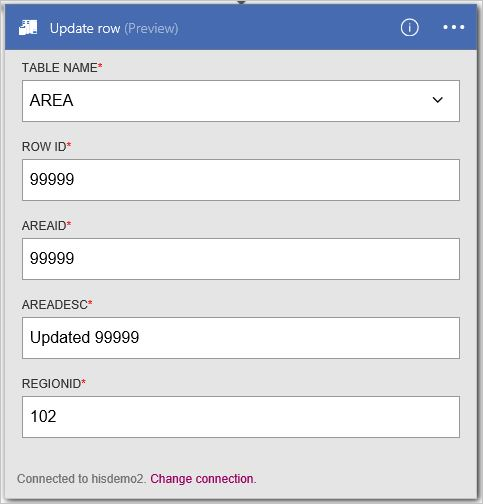 Update row (Preview)
TABLE NAME*
AREA
ROW ID*
99999
AREAID*
99999
AREADESC*
Updated 99999
REGIONID*
102
Connected to hisdemo2. Change connection.